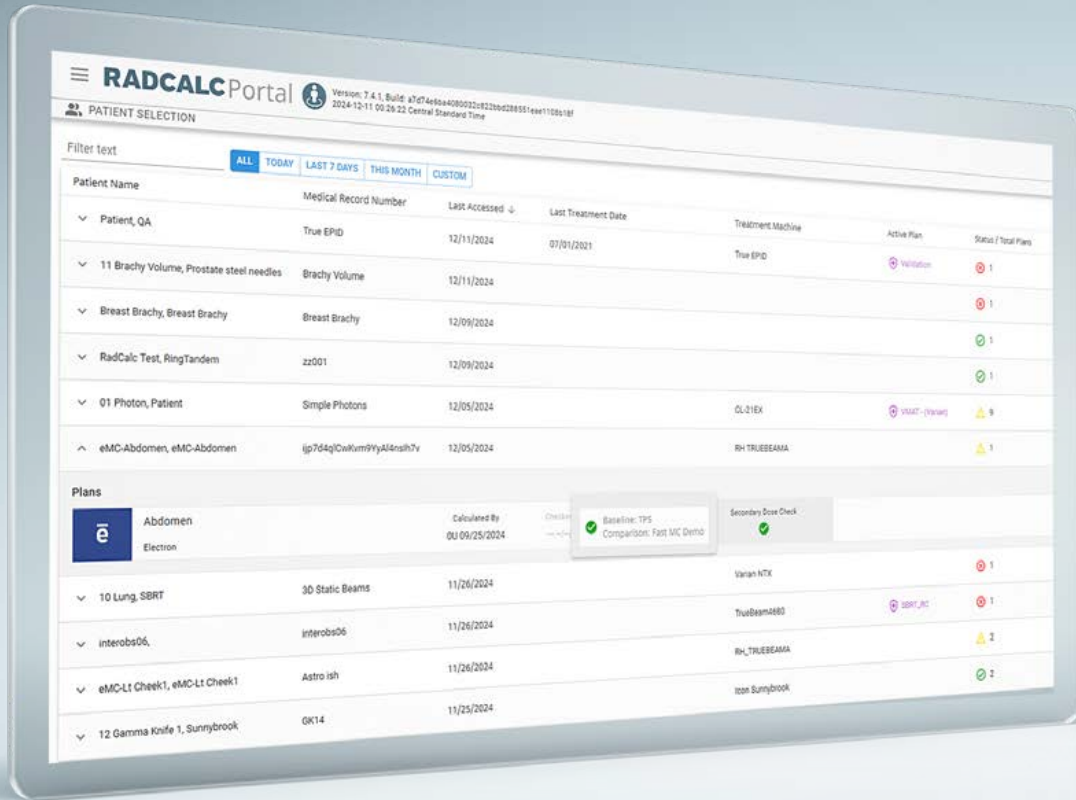 RADCALC Portal
Version: 7.4.1, Build:
2024-12-11 00:26:22 Central Standard Time
PATIENT SELECTION
Filter text
ALL TODAY LAST 7 DAYS THIS MONTH CUSTOM
Patient Name Medical Record Number Last Accessed ↓ Last Treatment Date Treatment Machine Active Plan Status / Total Plans
Patient, QA True EPID 12/11/2024 07/01/2021 True EPID Validation 1
11 Brachy Volume, Prostate steel needles Brachy Volume 12/11/2024 1
Breast Brachy, Breast Brachy Breast Brachy 12/09/2024 1
RadCalc Test, RingTandem zz001 12/09/2024 1
01 Photon, Patient Simple Photons 12/05/2024 CL-21EX VMAT - (Varian) 9
eMC-Abdomen, eMC-Abdomen 12/05/2024 RH TRUEBEAMA 1
Plans
ē
Abdomen
Electron
Calculated By
OU 09/25/2024
Baseline: TPS
Comparison: Fast MC Demo
Secondary Dose Check
10 Lung, SBRT 3D Static Beams 11/26/2024 Varian NTX 1
interobs06, interobs06 11/26/2024 TrueBeam4680 SBRT_RC 1
eMC-Lt Cheek1, eMC-Lt Cheek1 Astro ish 11/26/2024 RH_TRUEBEAMA 2
12 Gamma Knife 1, Sunnybrook GK14 11/25/2024 Icon Sunnybrook 2